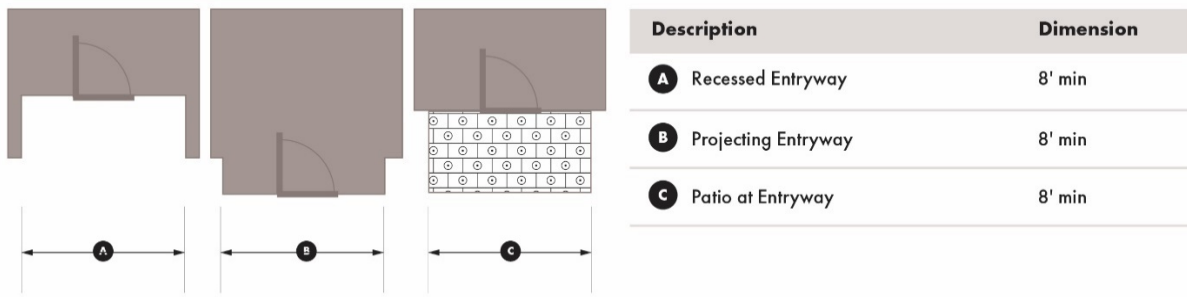 A B C
Description Dimension
A Recessed Entryway 8' min
B Projecting Entryway 8' min
C Patio at Entryway 8' min